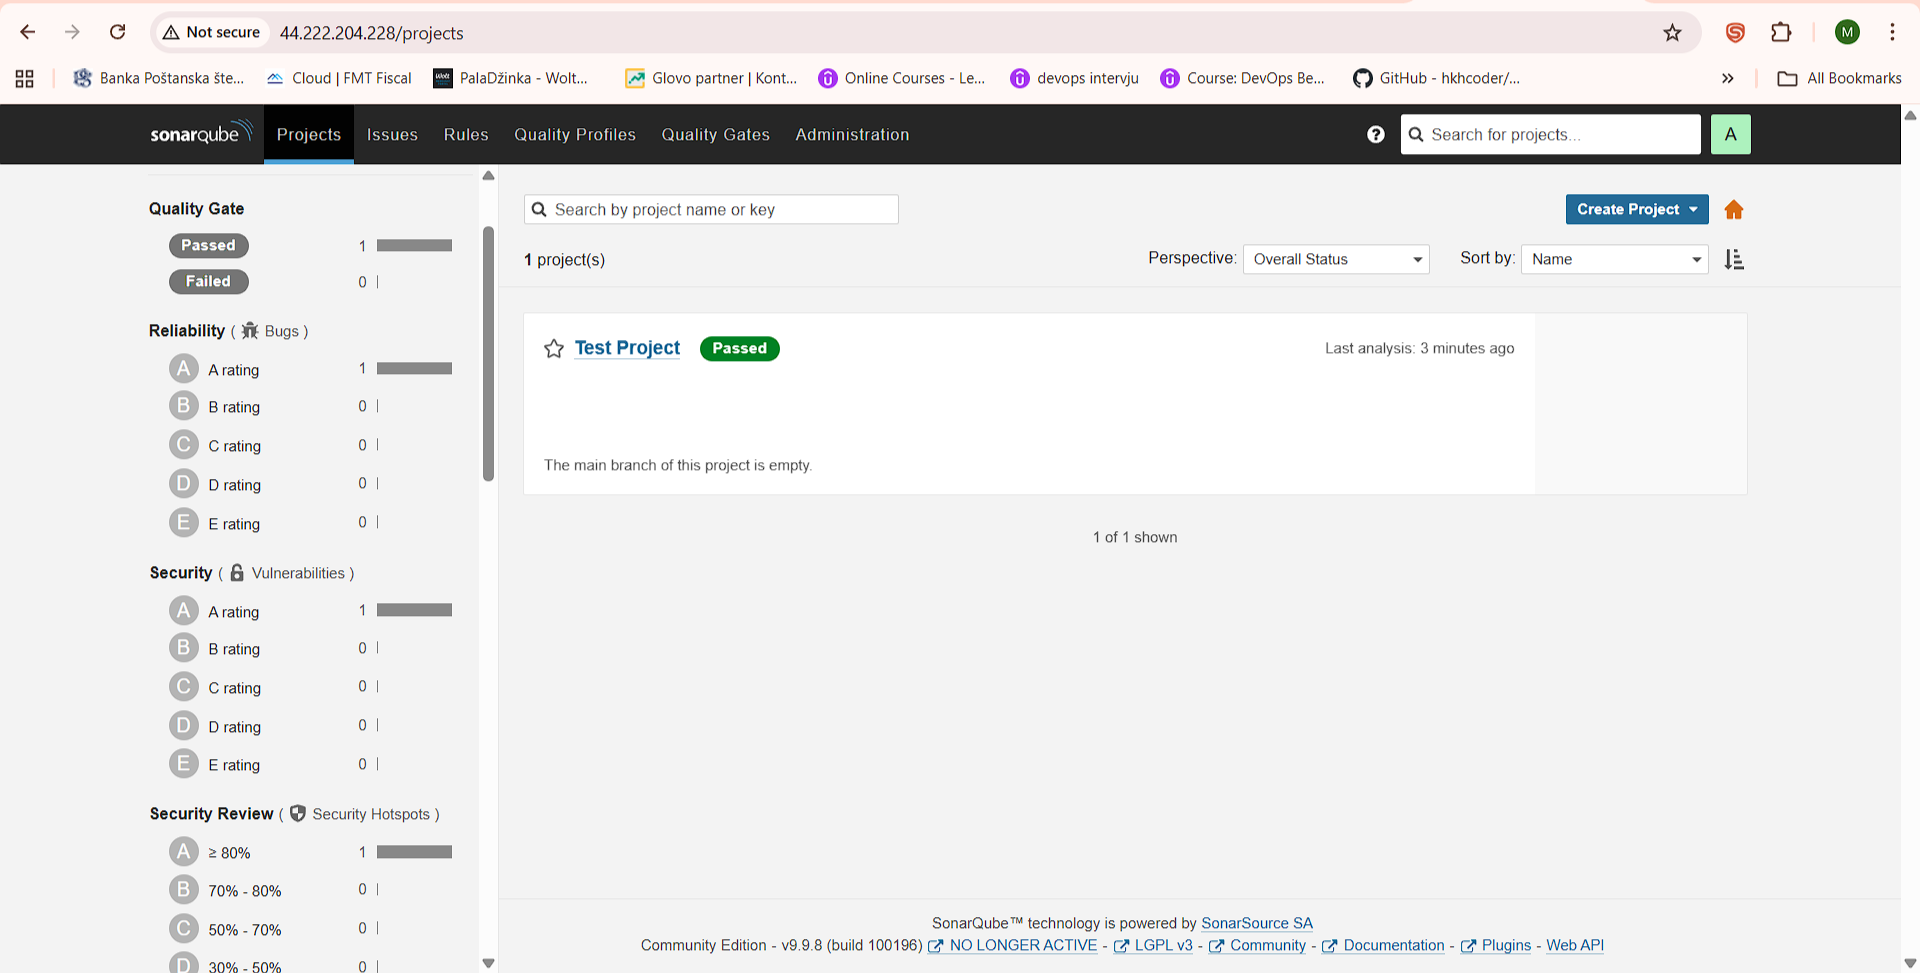 Not secure 44.222.204.228/projects M
Banka Poštanska šte... Cloud | FMT Fiscal PalaDžinka - Wolt... Glovo partner | Kont... Online Courses - Le... devops intervju Course: DevOps Be... GitHub - hkhcoder/... » All Bookmarks
sonarqube Projects Issues Rules Quality Profiles Quality Gates Administration ? Search for projects... A
Quality Gate
Passed 1
Failed 0
Reliability ( Bugs )
A A rating 1
B B rating 0
C C rating 0
D D rating 0
E E rating 0
Security ( Vulnerabilities )
A A rating 1
B B rating 0
C C rating 0
D D rating 0
E E rating 0
Security Review ( Security Hotspots )
A ≥ 80% 1
B 70% - 80% 0
C 50% - 70% 0
D 30% - 50% 0
Search by project name or key Create Project
1 project(s) Perspective: Overall Status Sort by: Name
Test Project Passed Last analysis: 3 minutes ago
The main branch of this project is empty.
1 of 1 shown
SonarQube™ technology is powered by SonarSource SA
Community Edition - v9.9.8 (build 100196) NO LONGER ACTIVE - LGPL v3 - Community - Documentation - Plugins - Web API